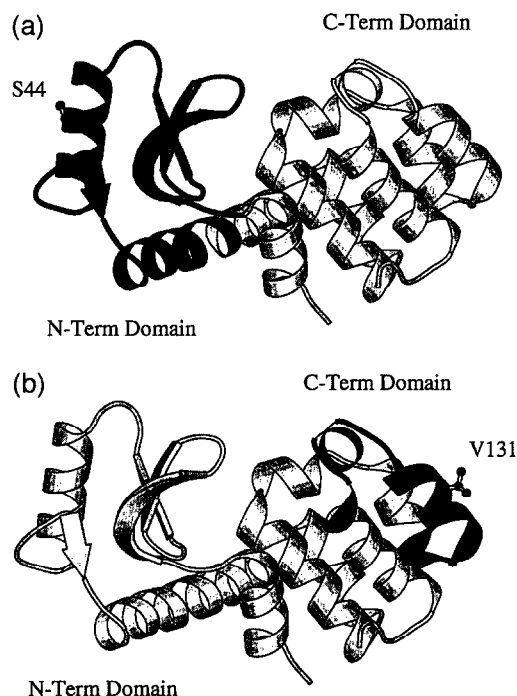 (a)
C-Term Domain
S44
N-Term Domain
(b)
C-Term Domain
V131
N-Term Domain